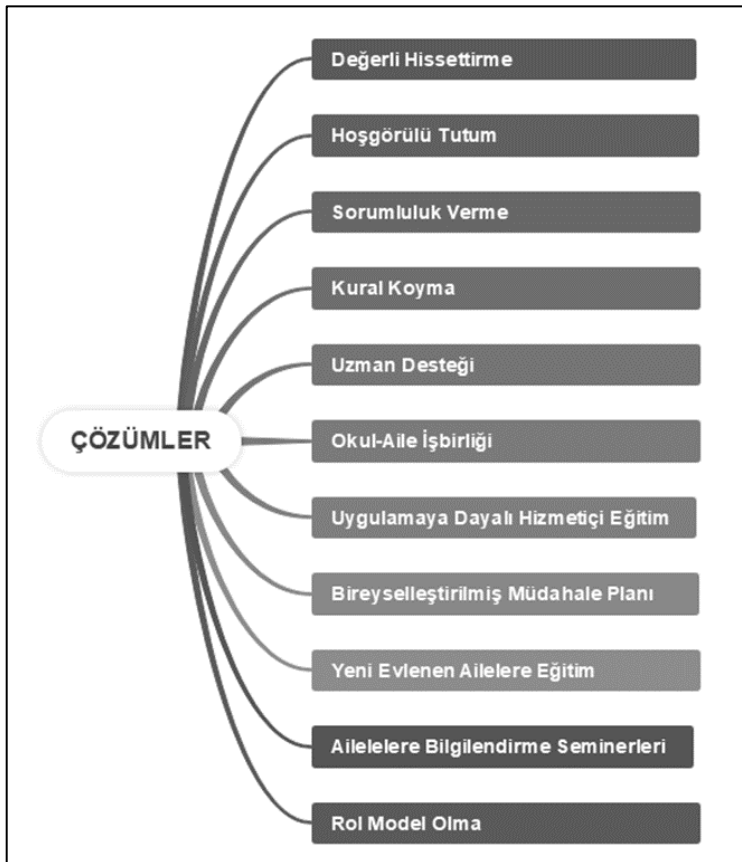 ÇÖZÜMLER
Değerli Hissettirme
Hoşgörülü Tutum
Sorumluluk Verme
Kural Koyma
Uzman Desteği
Okul-Aile İşbirliği
Uygulamaya Dayalı Hizmetiçi Eğitim
Bireyselleştirilmiş Müdahale Planı
Yeni Evlenen Ailelere Eğitim
Ailelelere Bilgilendirme Seminerleri
Rol Model Olma